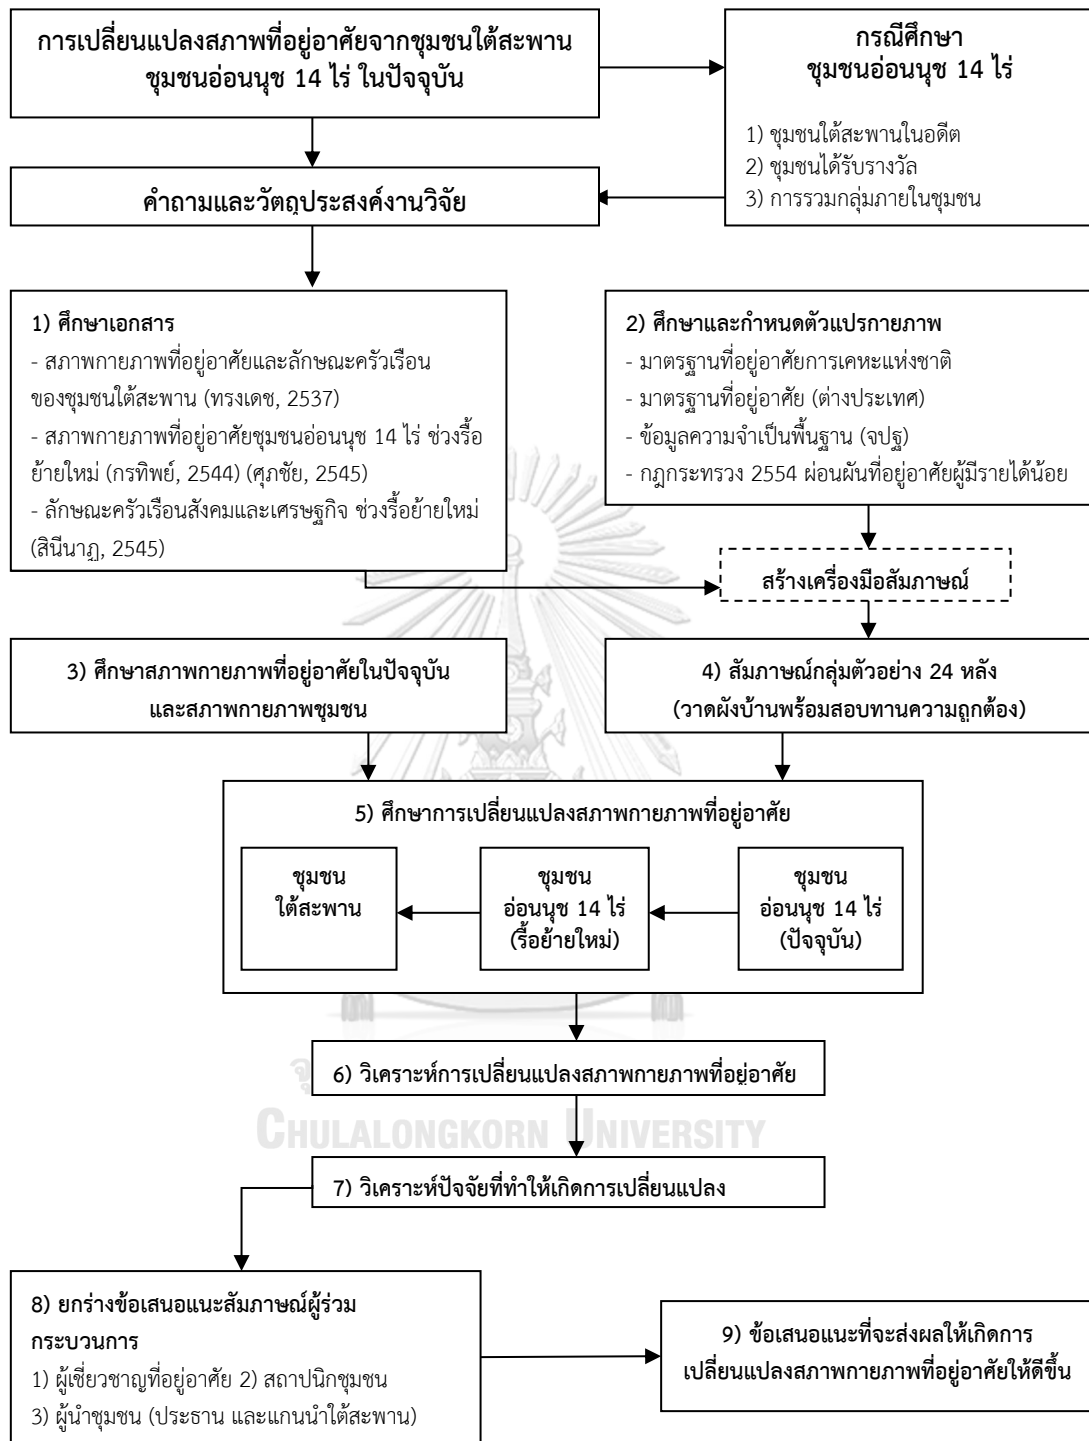 การเปลี่ยนแปลงสภาพที่อยู่อาศัยจากชุมชนใต้สะพาน
ชุมชนอ่อนนุช 14 ไร่ ในปัจจุบัน
กรณีศึกษา
ชุมชนอ่อนนุช 14 ไร่
1) ชุมชนใต้สะพานในอดีต
2) ชุมชนได้รับรางวัล
3) การรวมกลุ่มภายในชุมชน
คำถามและวัตถุประสงค์งานวิจัย
1) ศึกษาเอกสาร
- สภาพกายภาพที่อยู่อาศัยและลักษณะครัวเรือน
ของชุมชนใต้สะพาน (ทรงเดช, 2537)
- สภาพกายภาพที่อยู่อาศัยชุมชนอ่อนนุช 14 ไร่ ช่วงรื้อ
ย้ายใหม่ (กรทิพย์, 2544) (ศุภชัย, 2545)
- ลักษณะครัวเรือนสังคมและเศรษฐกิจ ช่วงรื้อย้ายใหม่
(สินีนาฏ, 2545)
2) ศึกษาและกำหนดตัวแปรกายภาพ
- มาตรฐานที่อยู่อาศัยการเคหะแห่งชาติ
- มาตรฐานที่อยู่อาศัย (ต่างประเทศ)
- ข้อมูลความจำเป็นพื้นฐาน (จปฐ)
- กฎกระทรวง 2554 ผ่อนผันที่อยู่อาศัยผู้มีรายได้น้อย
สร้างเครื่องมือสัมภาษณ์
3) ศึกษาสภาพกายภาพที่อยู่อาศัยในปัจจุบัน
และสภาพกายภาพชุมชน
4) สัมภาษณ์กลุ่มตัวอย่าง 24 หลัง
(วาดผังบ้านพร้อมสอบทานความถูกต้อง)
5) ศึกษาการเปลี่ยนแปลงสภาพกายภาพที่อยู่อาศัย
ชุมชน
ใต้สะพาน
ชุมชน
อ่อนนุช 14 ไร่
(รื้อย้ายใหม่)
ชุมชน
อ่อนนุช 14 ไร่
(ปัจจุบัน)
6) วิเคราะห์การเปลี่ยนแปลงสภาพกายภาพที่อยู่อาศัย
CHULALONGKORN UNIVERSITY
7) วิเคราะห์ปัจจัยที่ทำให้เกิดการเปลี่ยนแปลง
8) ยกร่างข้อเสนอแนะสัมภาษณ์ผู้ร่วม
กระบวนการ
1) ผู้เชี่ยวชาญที่อยู่อาศัย 2) สถาปนิกชุมชน
3) ผู้นำชุมชน (ประธาน และแกนนำใต้สะพาน)
9) ข้อเสนอแนะที่จะส่งผลให้เกิดการ
เปลี่ยนแปลงสภาพกายภาพที่อยู่อาศัยให้ดีขึ้น